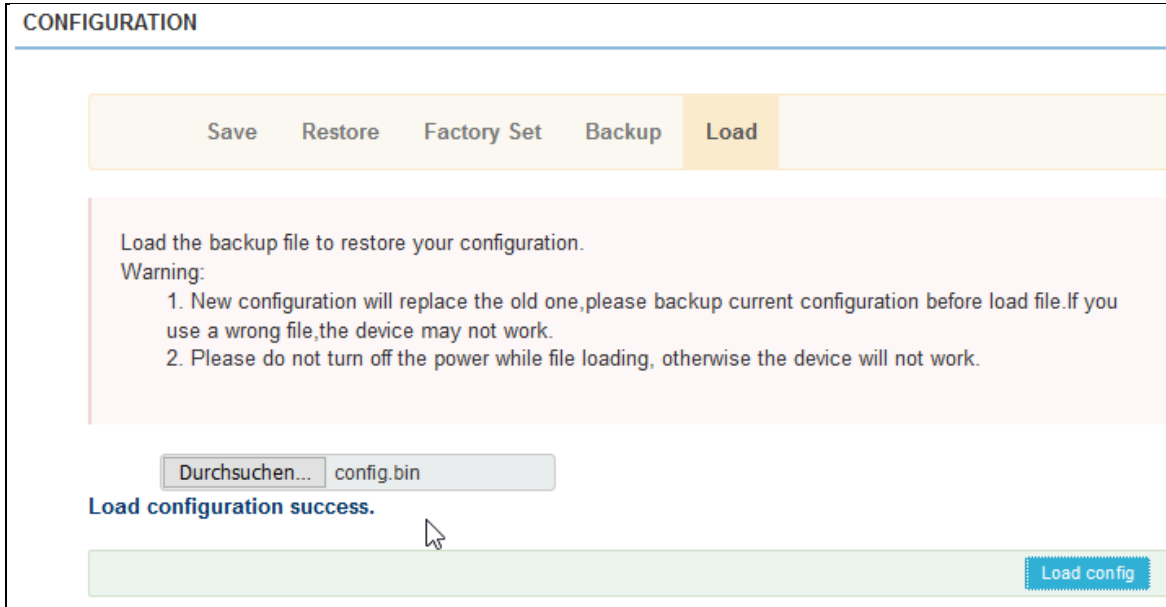 CONFIGURATION
Save Restore Factory Set Backup Load
Load the backup file to restore your configuration.
Warning:
1. New configuration will replace the old one,please backup current configuration before load file.If you
use a wrong file,the device may not work.
2. Please do not turn off the power while file loading, otherwise the device will not work.
Durchsuchen... config.bin
Load configuration success.
Load config